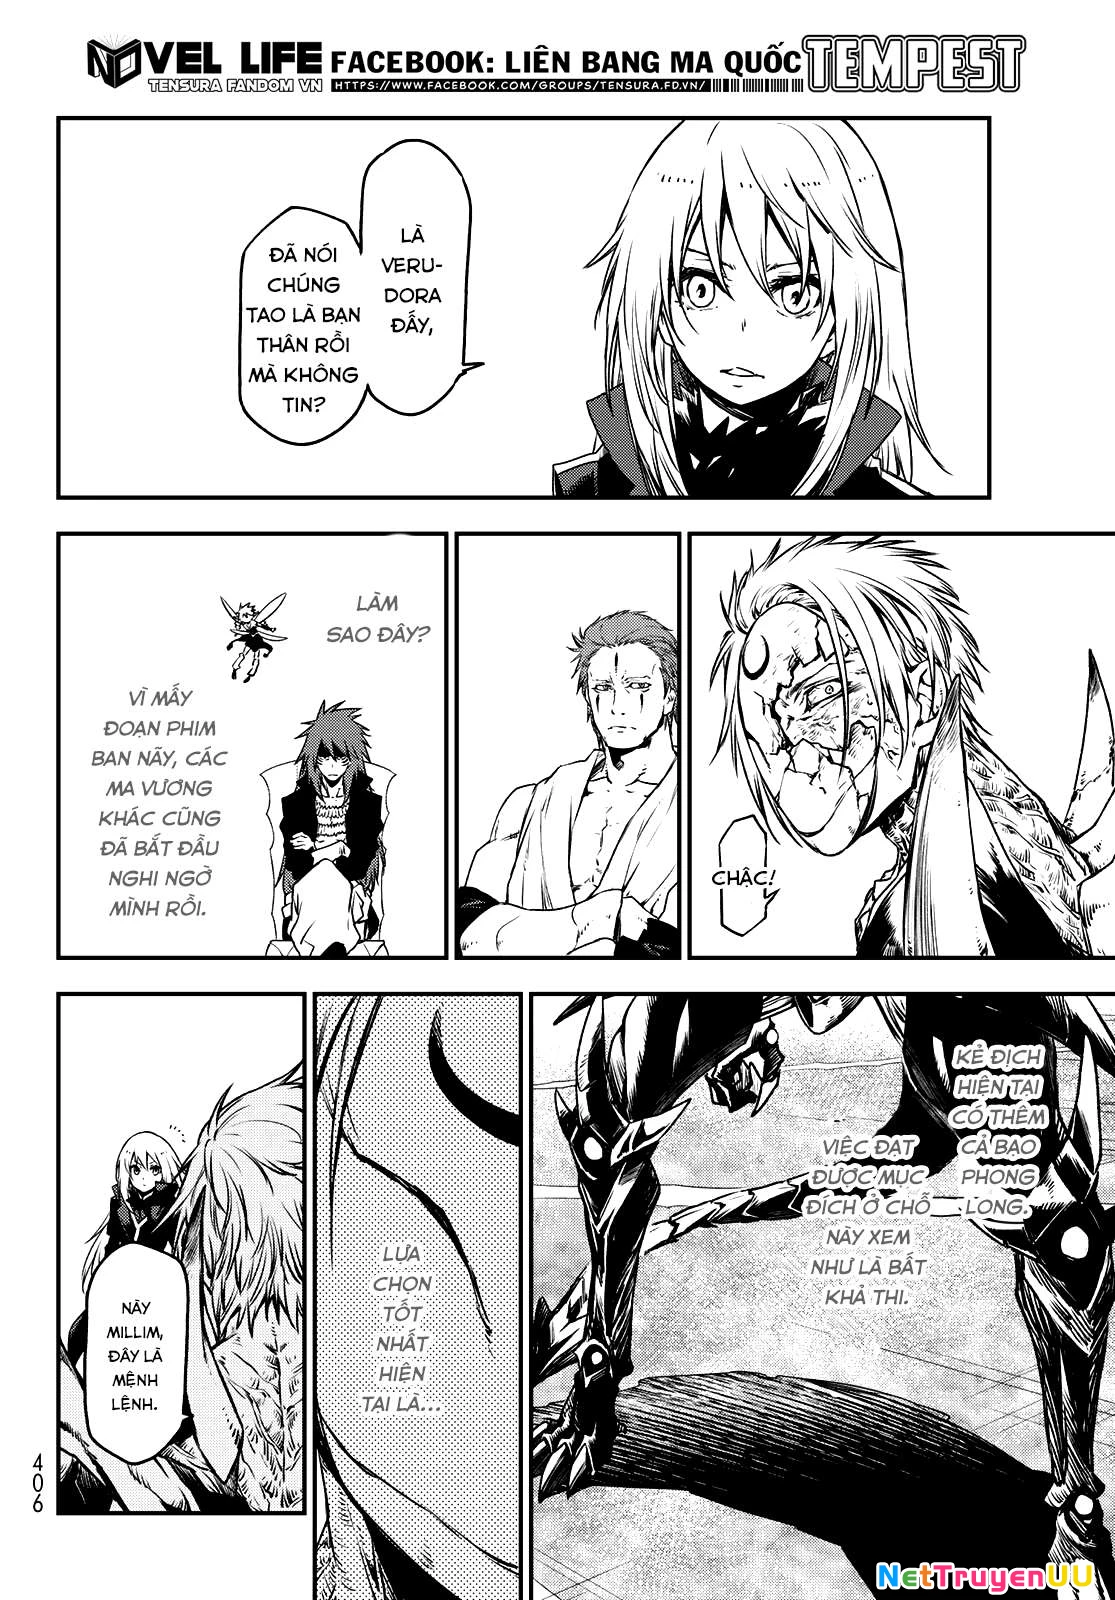 NOVEL LIFE
TENSURA FANDOM VN
FACEBOOK: LIÊN BANG MA QUỐC
HTTPS://WWW.FACEBOOK.COM/GROUPS/TENSURA.FD.VN/
TEMPEST
LÀ
VERU-
DORA
ĐẤY,
ĐÃ NÓI
CHÚNG
TAO LÀ BẠN
THÂN RỒI
MÀ KHÔNG
TIN?
CHẬC!
LÀM
SAO ĐÂY?
VÌ MẤY
ĐOẠN PHIM
BAN NÃY, CÁC
MA VƯƠNG
KHÁC CŨNG
ĐÃ BẮT ĐẦU
NGHI NGỜ
MÌNH RỒI.
KẺ ĐỊCH
HIỆN TẠI
CÓ THÊM
CẢ BẠO
PHONG
LONG.
VIỆC ĐẠT
ĐƯỢC MỤC
ĐÍCH Ở CHỖ
NÀY XEM
NHƯ LÀ BẤT
KHẢ THI.
LỰA
CHỌN
TỐT
NHẤT
HIỆN
TẠI LÀ...
NÀY
MILLIM,
ĐÂY LÀ
MỆNH
LỆNH.
406
NetTruyenUU